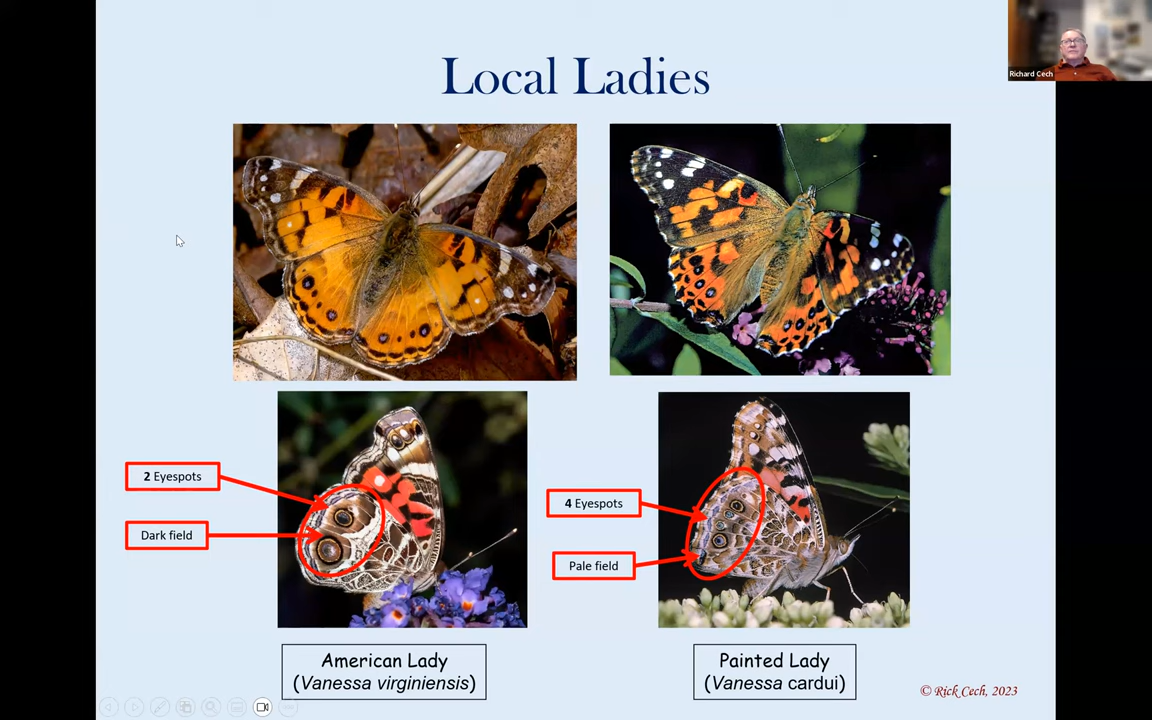 Local Ladies
Richard Cech
2 Eyespots
Dark field
4 Eyespots
Pale field
American Lady
(Vanessa virginiensis)
Painted Lady
(Vanessa cardui)
© Rick Cech, 2023